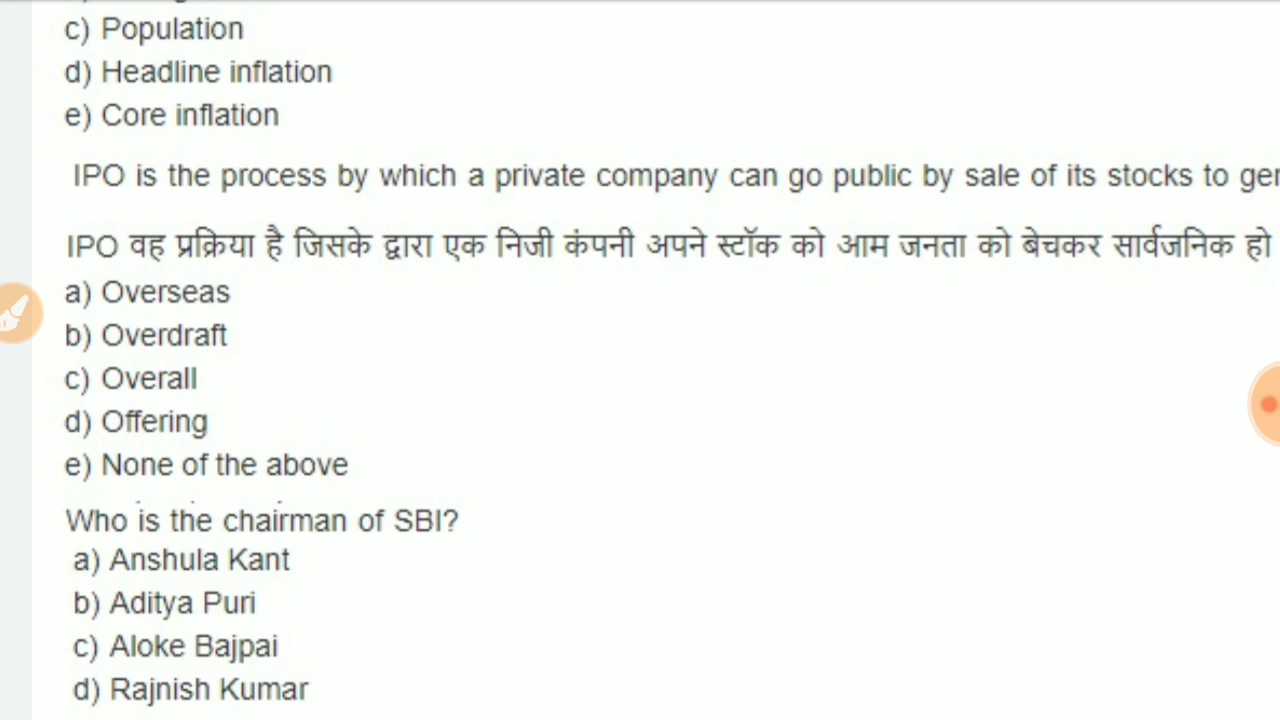 c) Population
d) Headline inflation
e) Core inflation
IPO is the process by which a private company can go public by sale of its stocks to
IPO वह प्रक्रिया है जिसके द्वारा एक निजी कंपनी अपने स्टॉक को आम जनता को बेचकर सार्वजनिक हो
a) Overseas
b) Overdraft
c) Overall
d) Offering
e) None of the above
Who is the chairman of SBI?
a) Anshula Kant
b) Aditya Puri
c) Aloke Bajpai
d) Rajnish Kumar